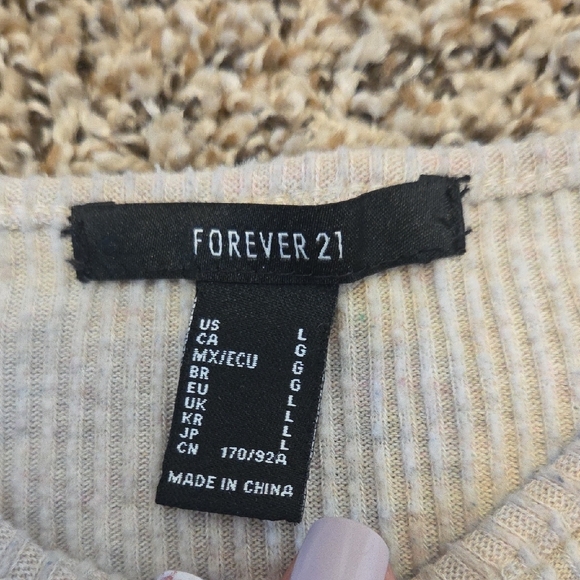 FOREVER 21
US L
CA G
MX/ECU G
BR G
EU L
UK L
KR L
JP L
CN 170/92A
MADE IN CHINA